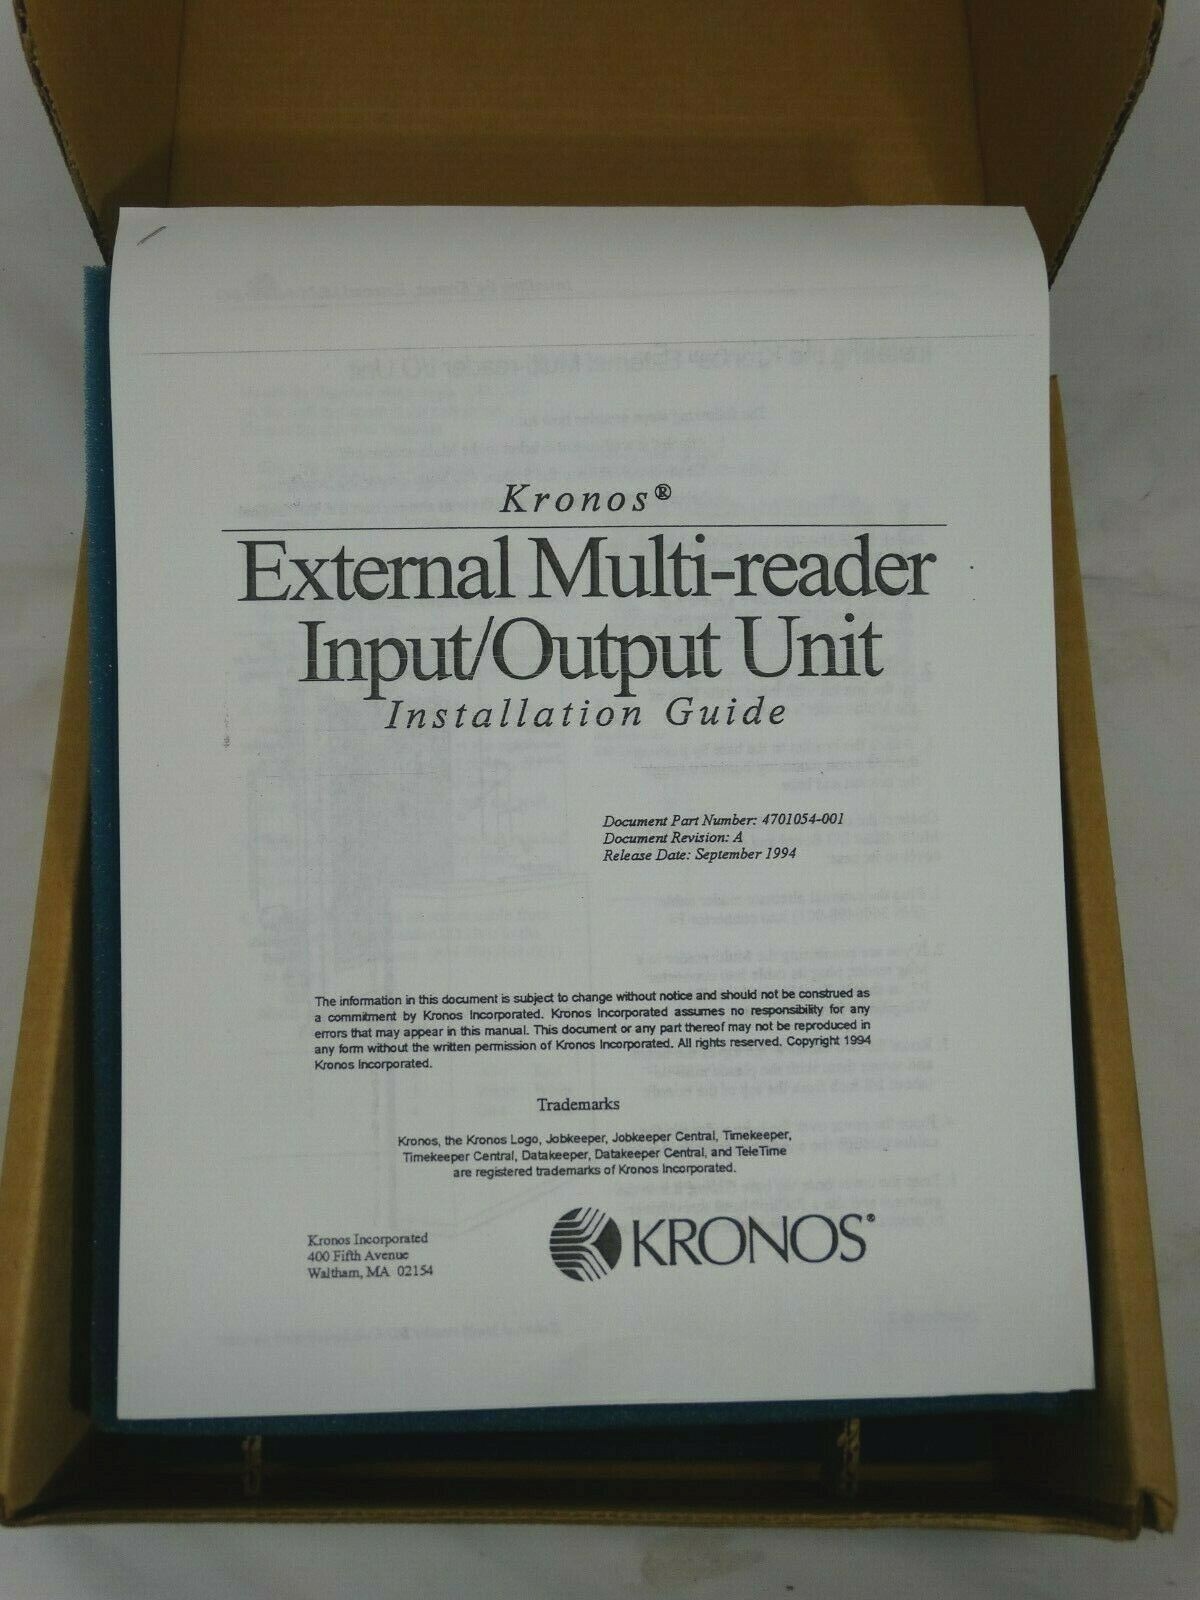 Kronos®
External Multi-reader
Input/Output Unit
Installation Guide
Document Part Number: 4701054-001
Document Revision: A
Release Date: September 1994
The information in this document is subject to change without notice and should not be construed as
a commitment by Kronos Incorporated. Kronos Incorporated assumes no responsibility for any
errors that may appear in this manual. This document or any part thereof may not be reproduced in
any form without the written permission of Kronos Incorporated. All rights reserved. Copyright 1994
Kronos Incorporated.
Trademarks
Kronos, the Kronos Logo, Jobkeeper, Jobkeeper Central, Timekeeper,
Timekeeper Central, Datakeeper, Datakeeper Central, and TeleTime
are registered trademarks of Kronos Incorporated.
Kronos Incorporated
400 Fifth Avenue
Waltham, MA 02154
KRONOS®